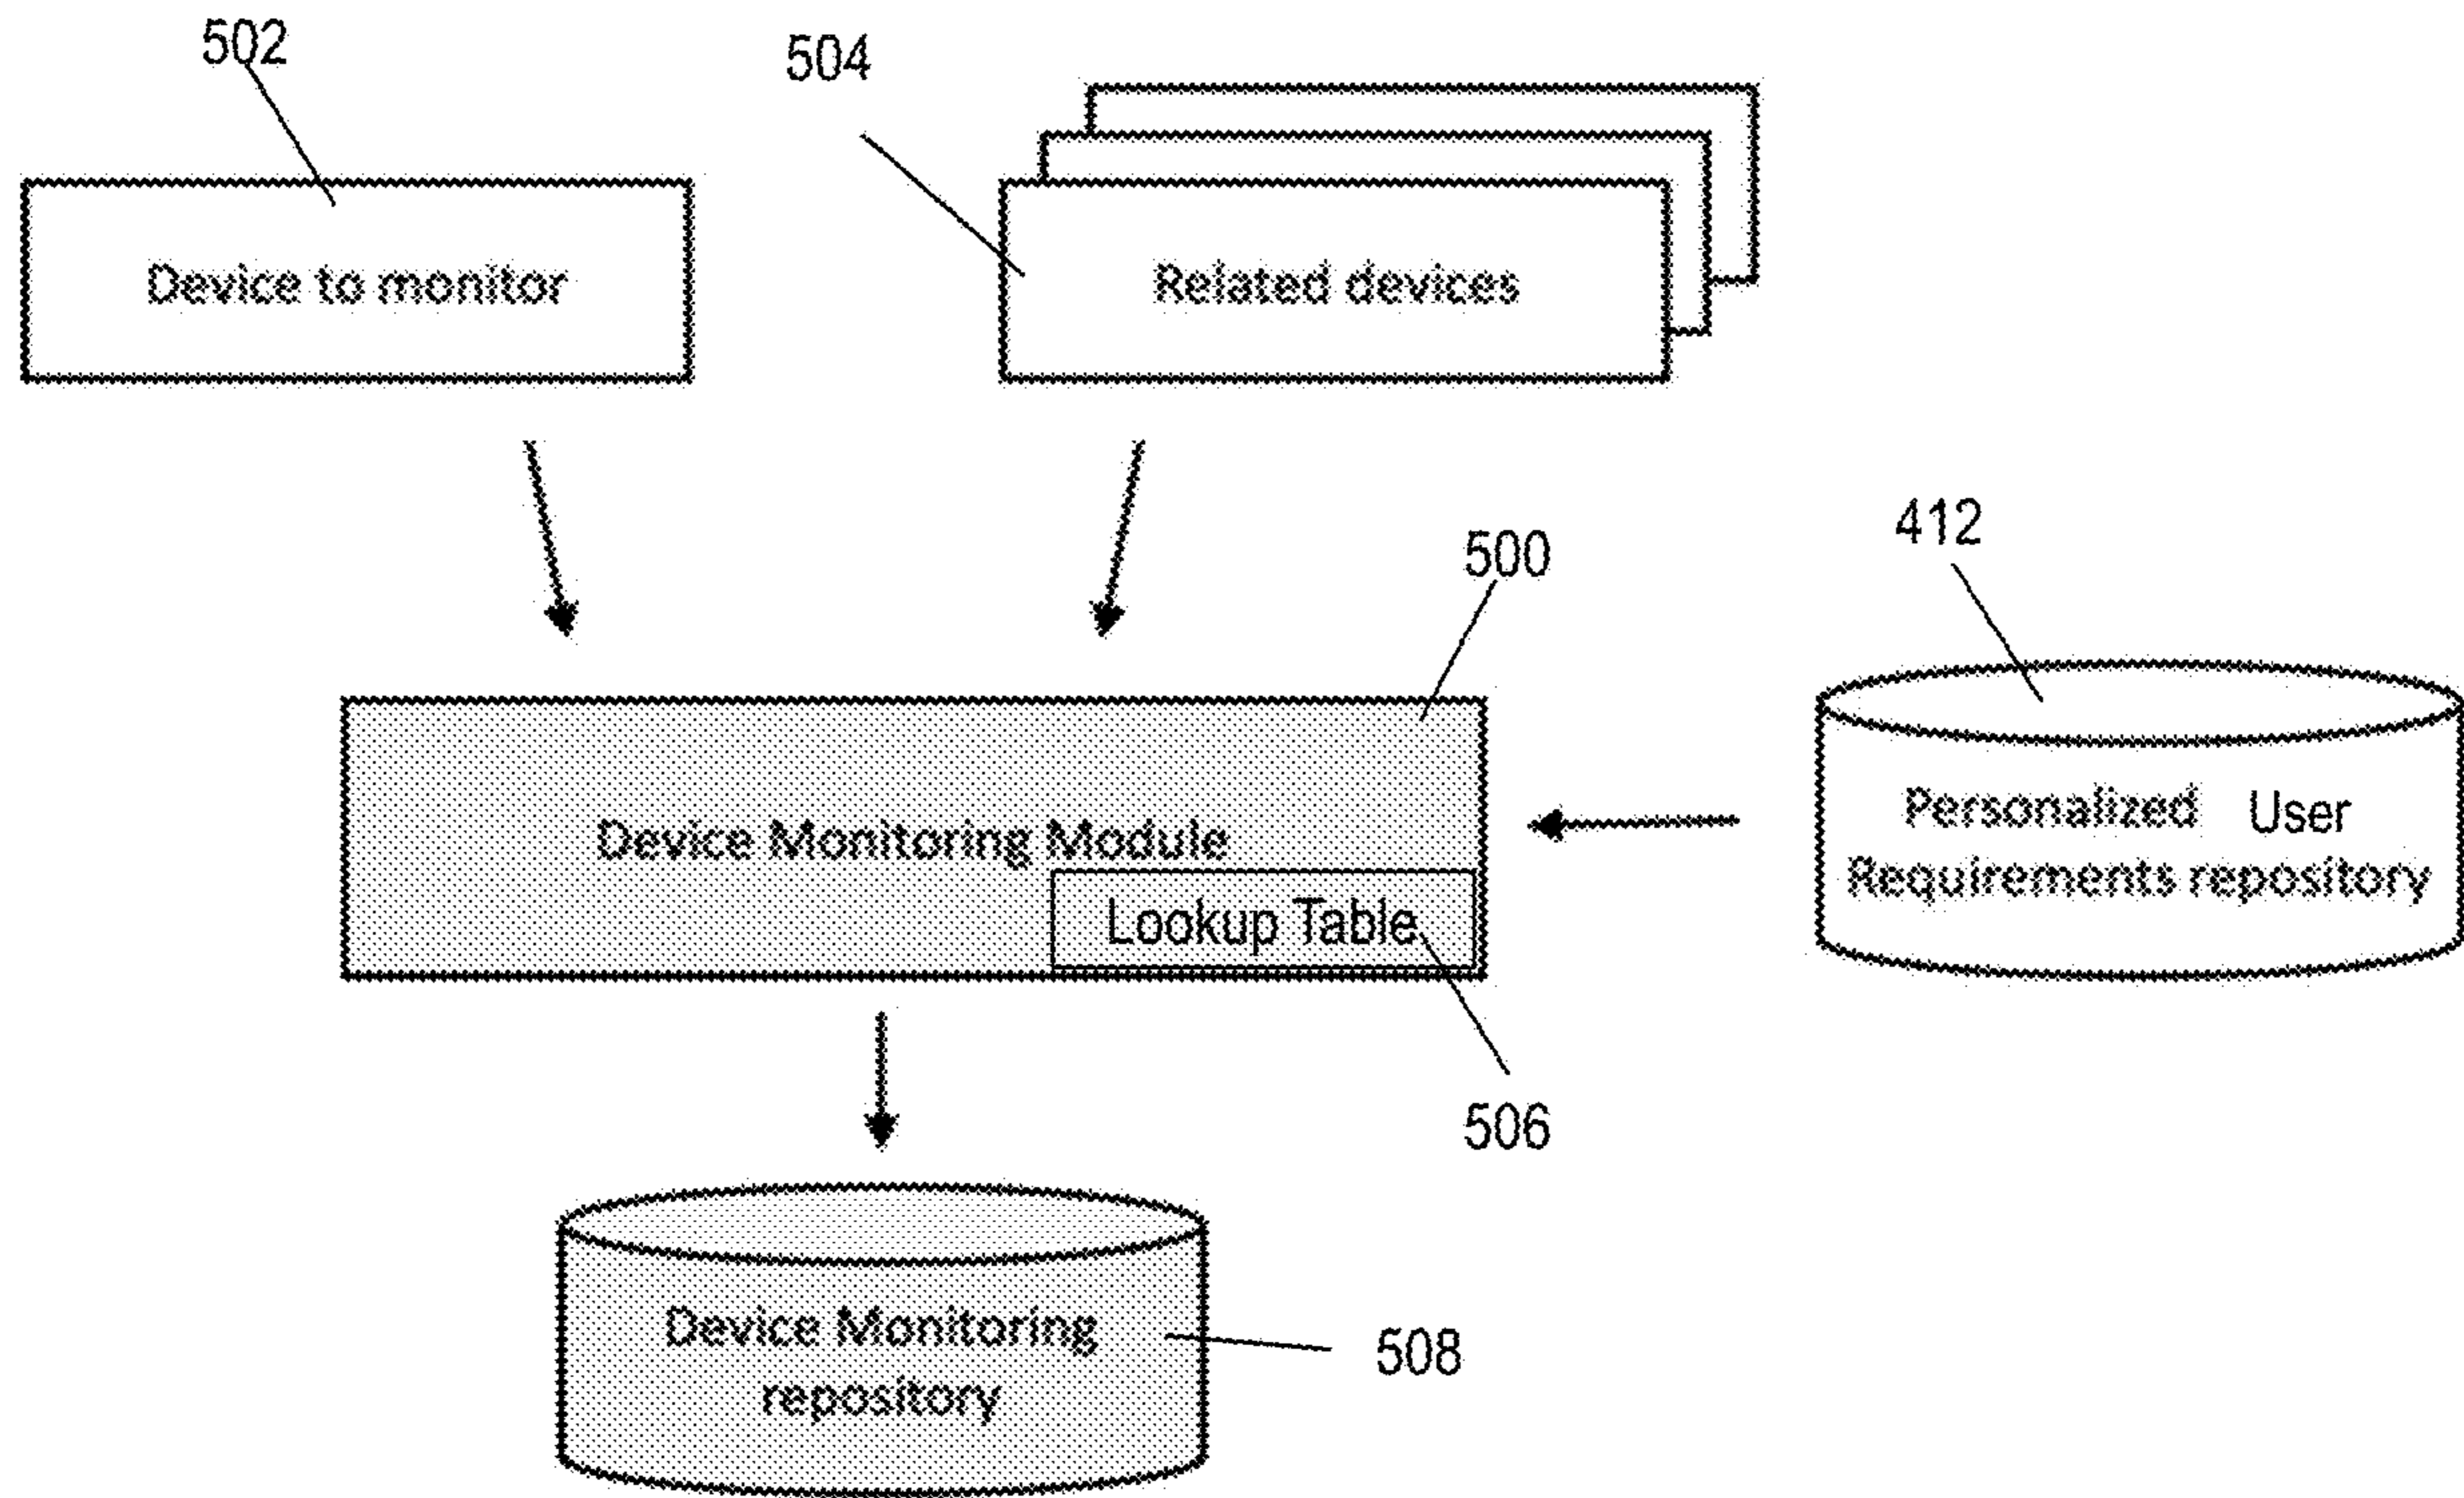 502
504
Device to monitor
Related devices
500
412
Device Monitoring Module
Lookup Table
Personalized User
Requirements repository
506
Device Monitoring
repository
508